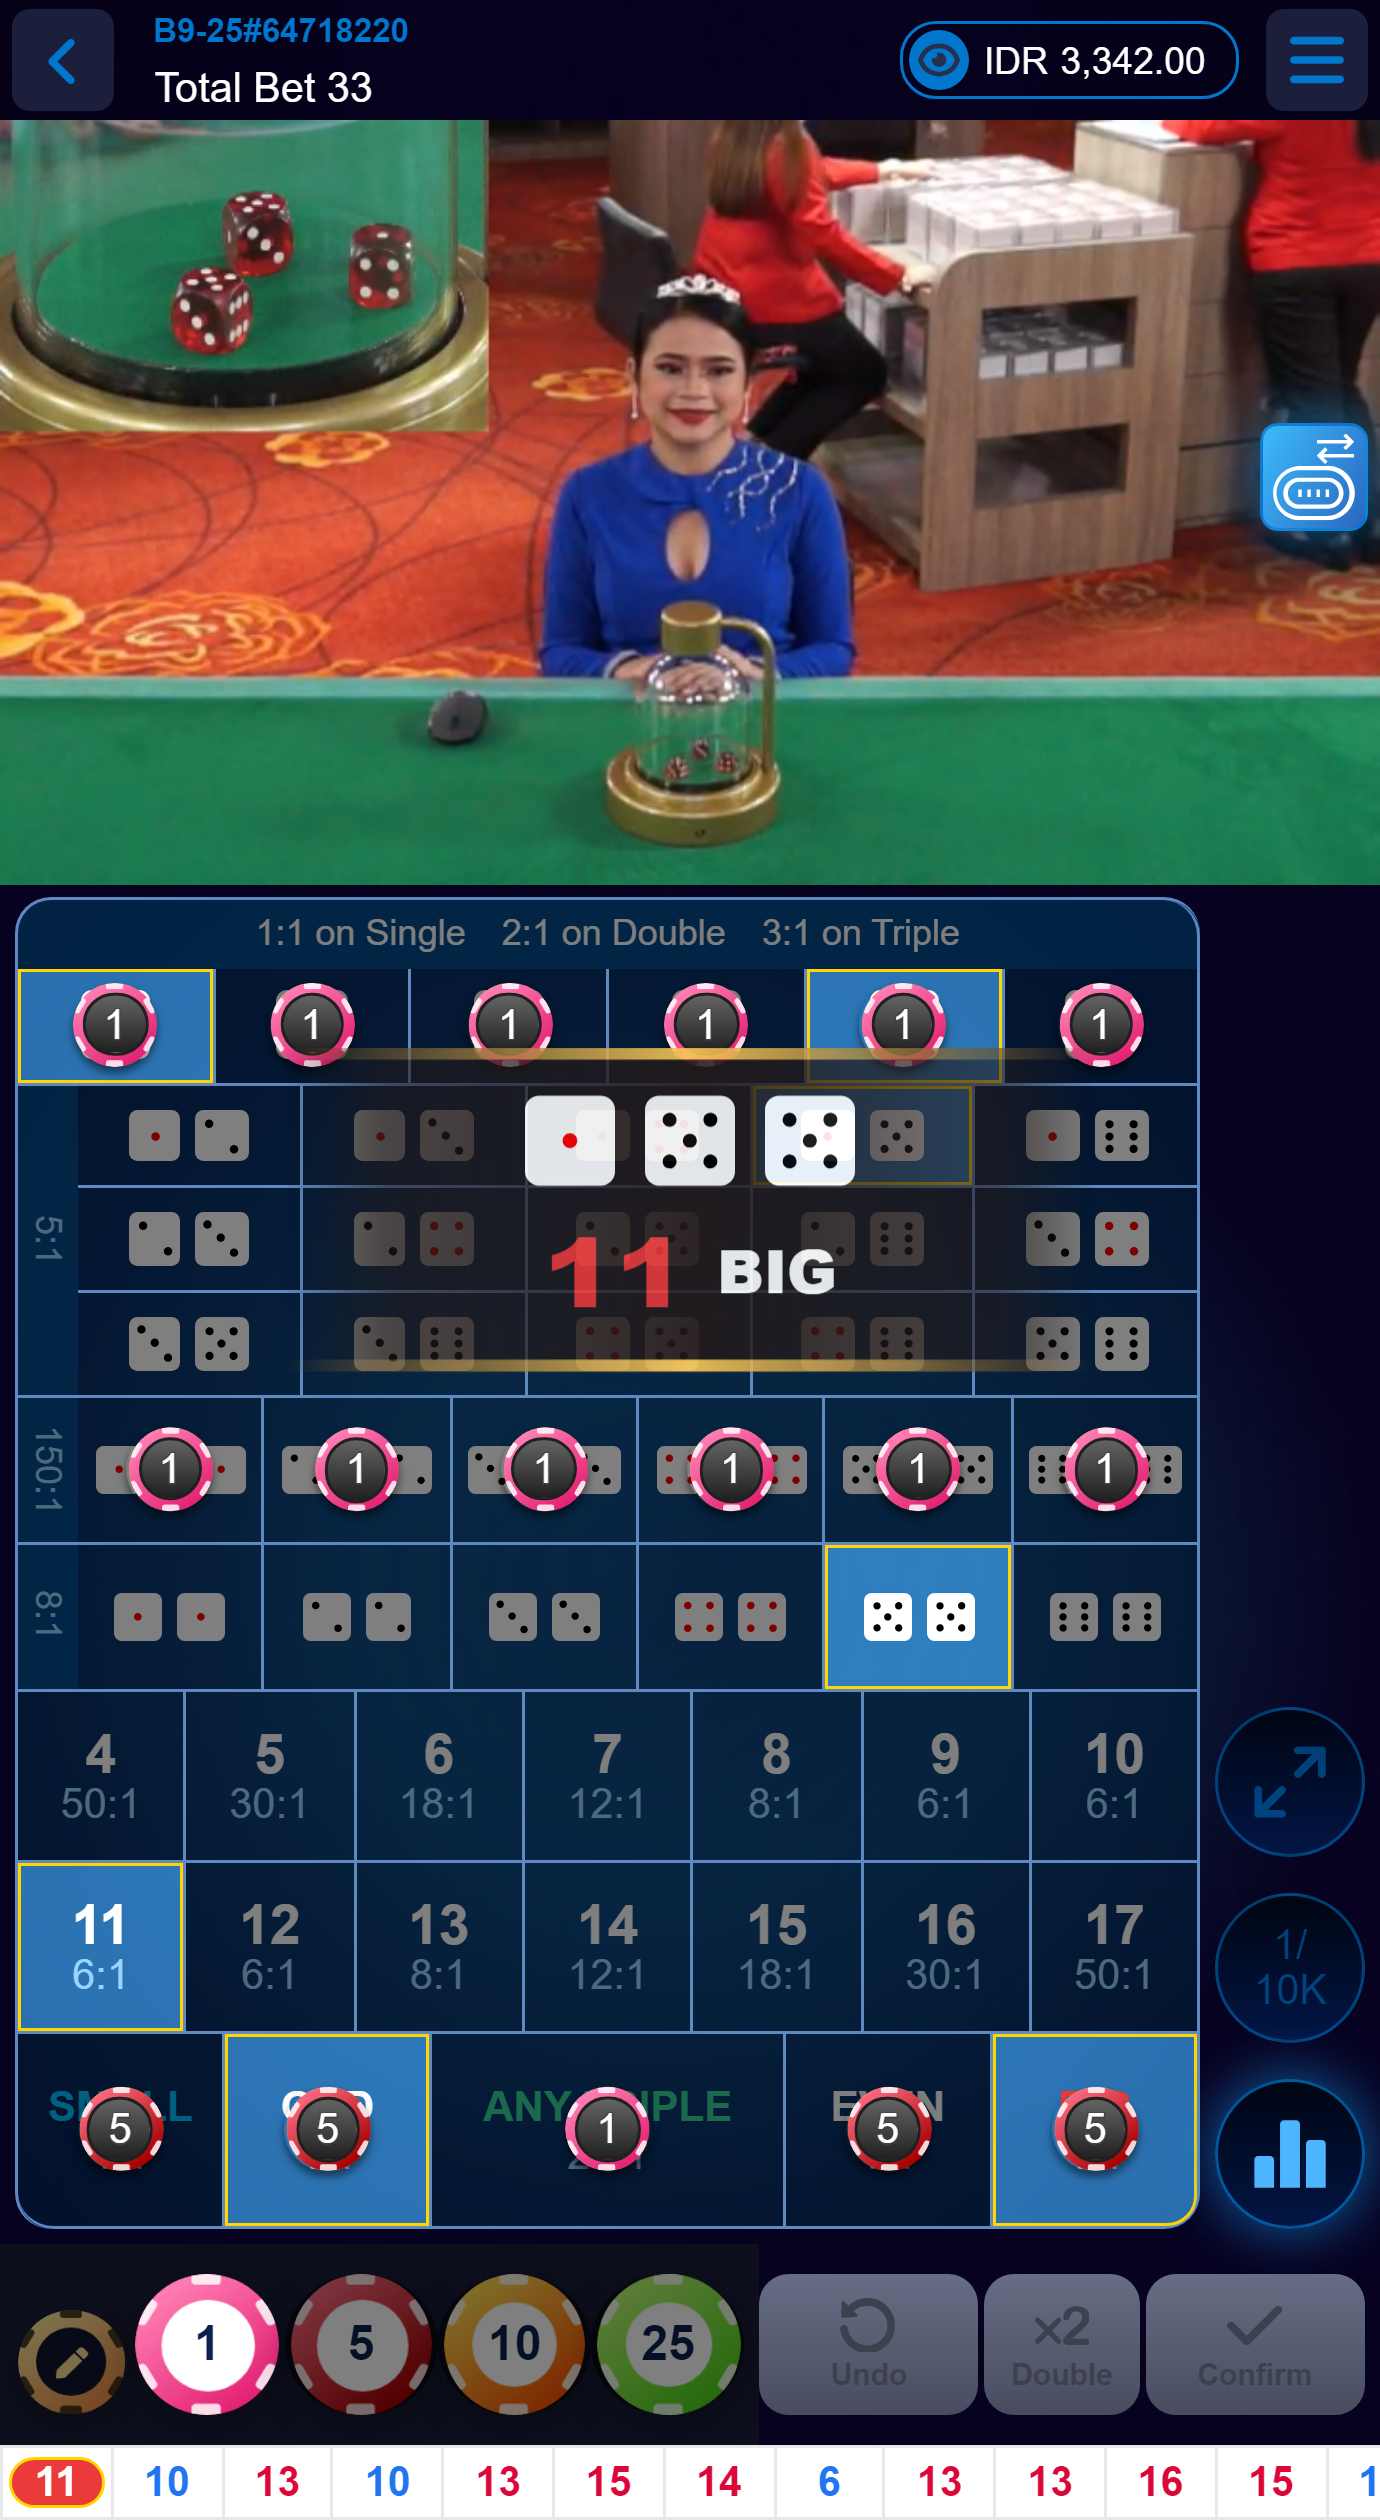 B9-25#64718220
Total Bet 33
IDR 3,342.00
1:1 on Single 2:1 on Double 3:1 on Triple
1 1 1 1 1 1
5:1
11 BIG
150:1
1 1 1 1 1 1
8:1
4 5 6 7 8 9 10
50:1 30:1 18:1 12:1 8:1 6:1 6:1
11 12 13 14 15 16 17
6:1 6:1 8:1 12:1 18:1 30:1 50:1
1/
10K
5 5 1 5 5
1 5 10 25
Undo
x2
Double
Confirm
11 10 13 10 13 15 14 6 13 13 16 15